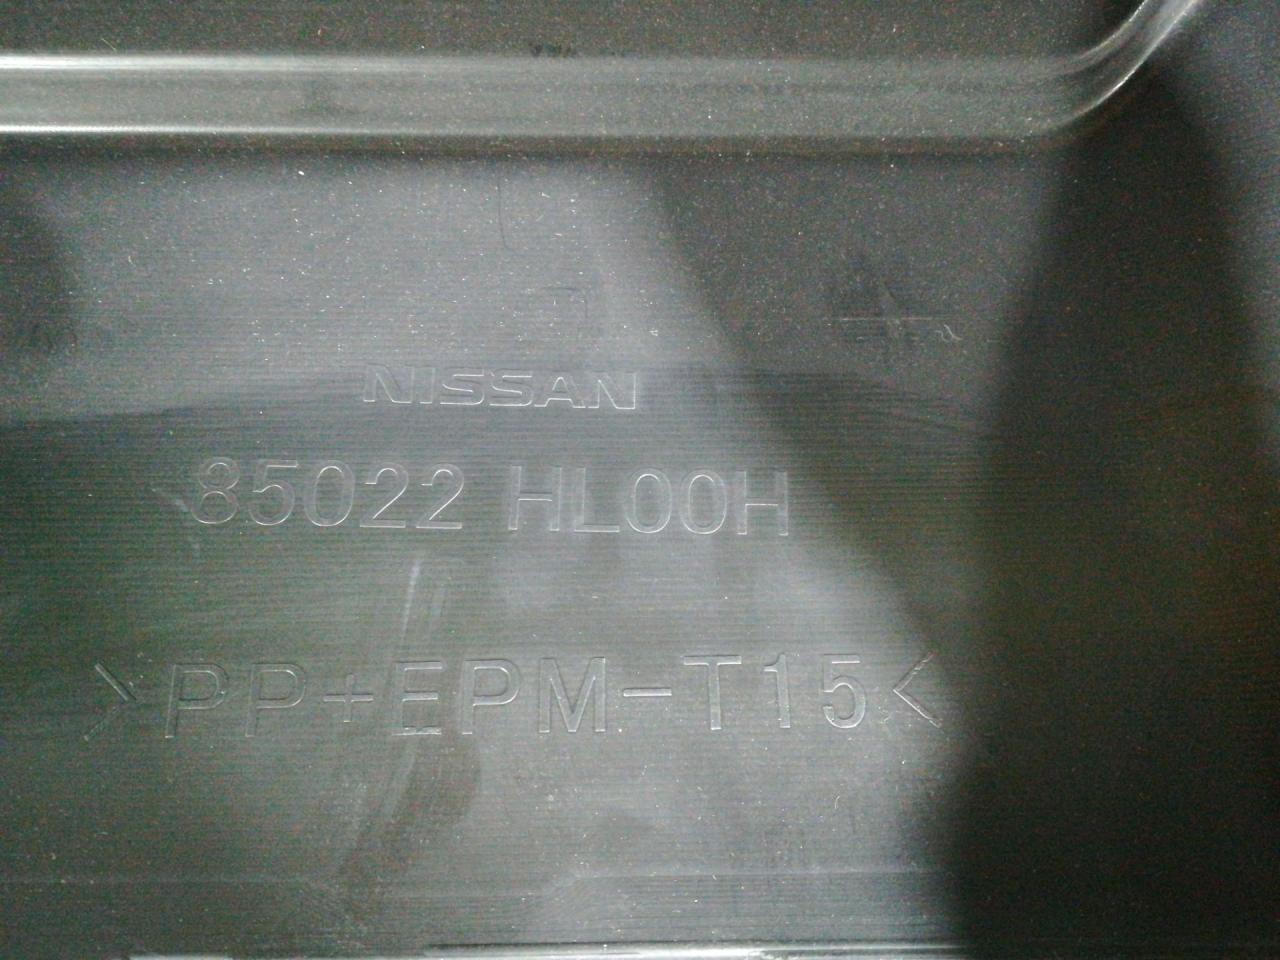 NISSAN
85022 HL00H
>PP+EPM-T15<